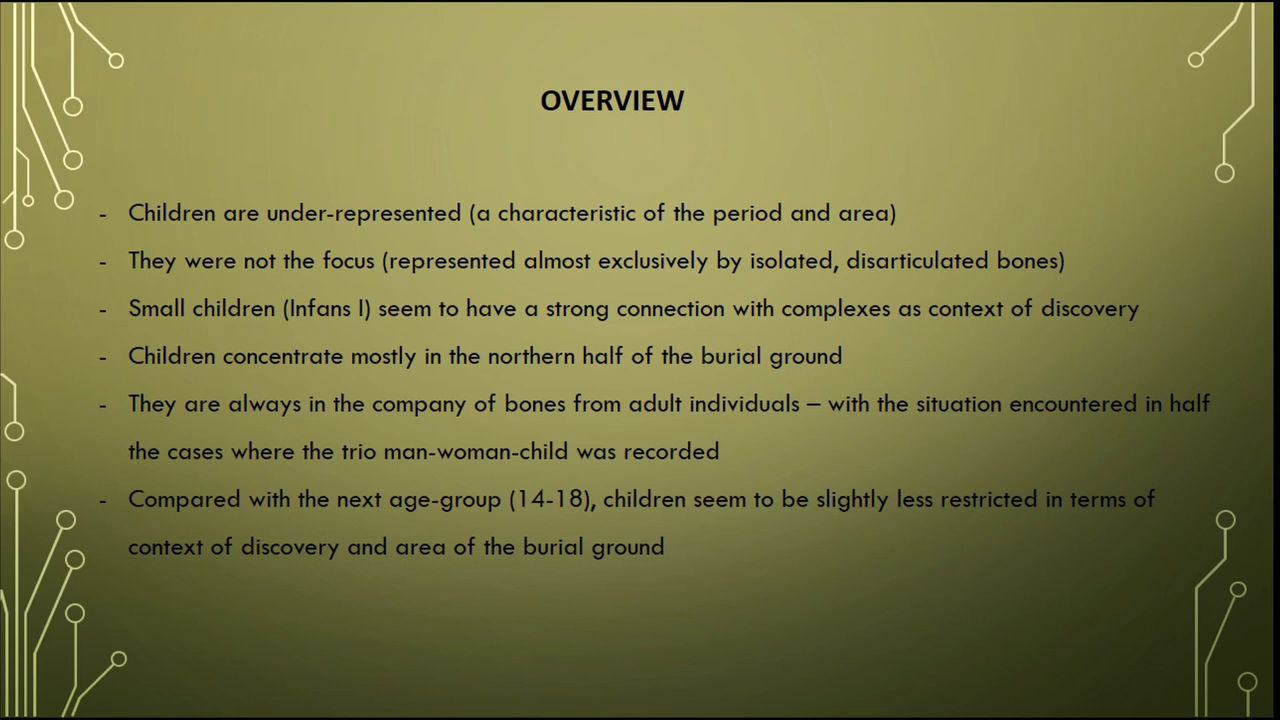 OVERVIEW
- Children are under-represented (a characteristic of the period and area)
- They were not the focus (represented almost exclusively by isolated, disarticulated bones)
- Small children (Infans I) seem to have a strong connection with complexes as context of discovery
- Children concentrate mostly in the northern half of the burial ground
- They are always in the company of bones from adult individuals – with the situation encountered in half
the cases where the trio man-woman-child was recorded
- Compared with the next age-group (14-18), children seem to be slightly less restricted in terms of
context of discovery and area of the burial ground